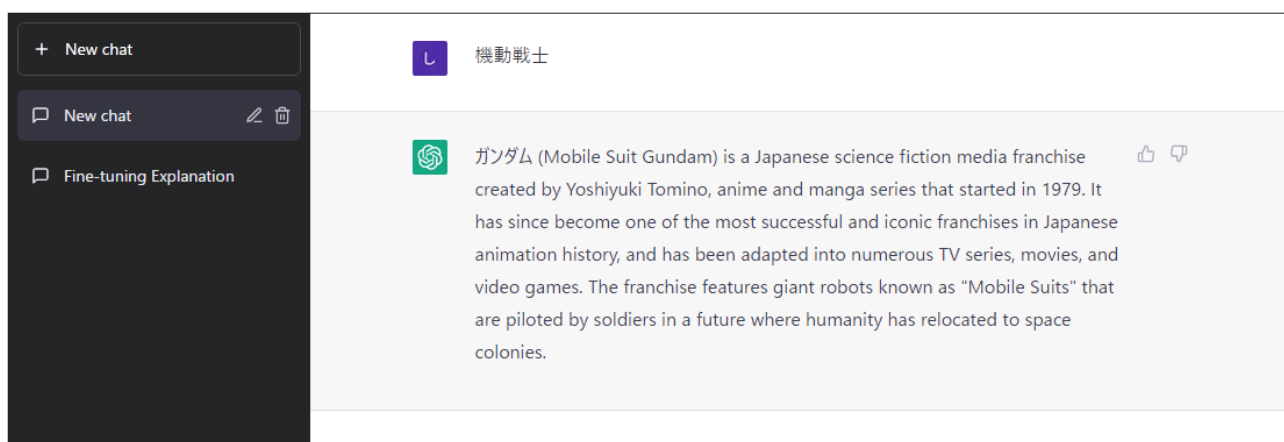 + New chat
New chat
Fine-tuning Explanation
し
機動戦士
ガンダム (Mobile Suit Gundam) is a Japanese science fiction media franchise
created by Yoshiyuki Tomino, anime and manga series that started in 1979. It
has since become one of the most successful and iconic franchises in Japanese
animation history, and has been adapted into numerous TV series, movies, and
video games. The franchise features giant robots known as "Mobile Suits" that
are piloted by soldiers in a future where humanity has relocated to space
colonies.